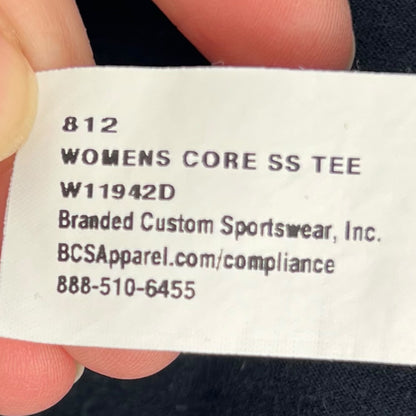 812
WOMENS CORE SS TEE
W11942D
Branded Custom Sportswear, Inc.
BCSApparel.com/compliance
888-510-6455